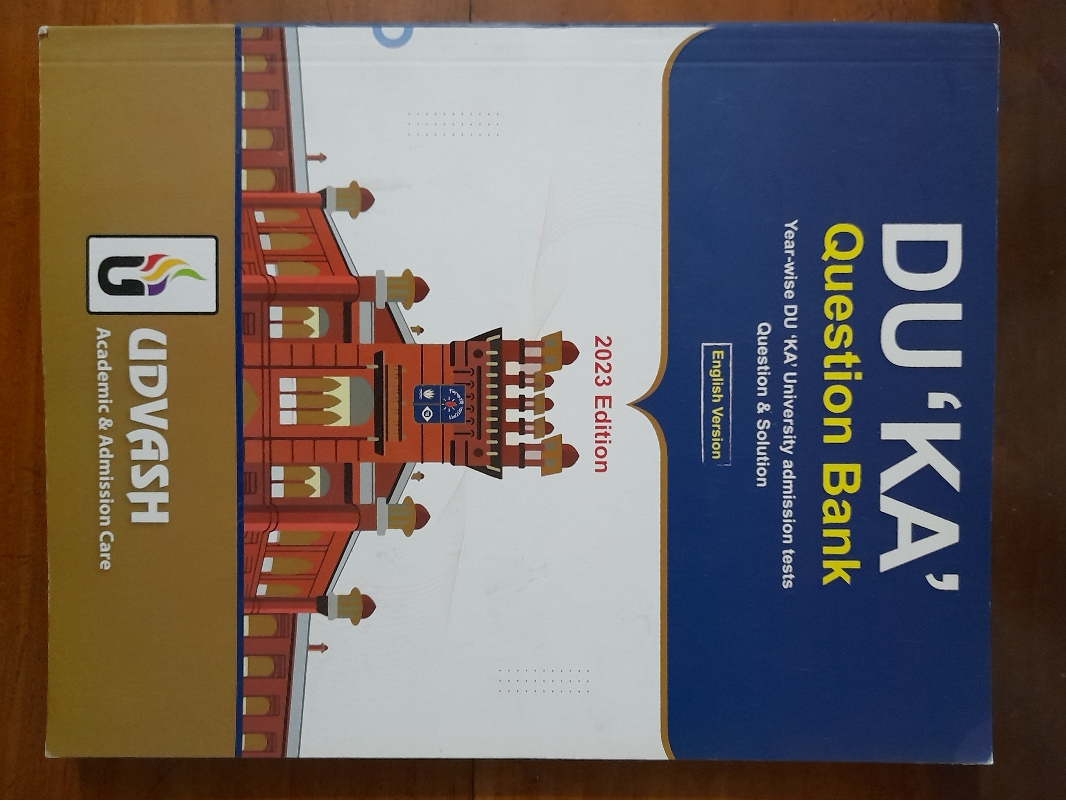 DU ‘KA’
Question Bank
Year-wise DU ‘KA’ University admission tests
Question & Solution
English Version
2023 Edition
UDVASH
Academic & Admission Care